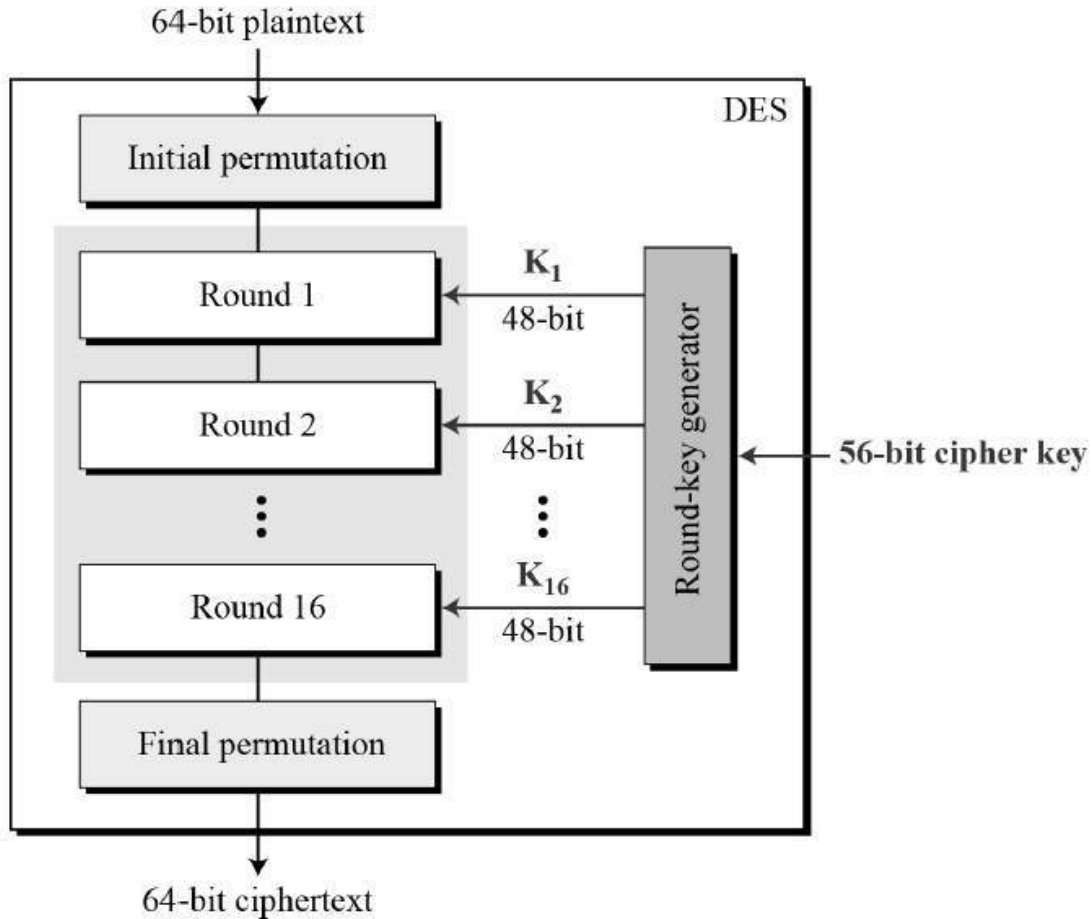 64-bit plaintext
DES
Initial permutation
Round 1
K₁
48-bit
Round 2
K₂
48-bit
Round-key generator
56-bit cipher key
Round 16
K₁₆
48-bit
Final permutation
64-bit ciphertext